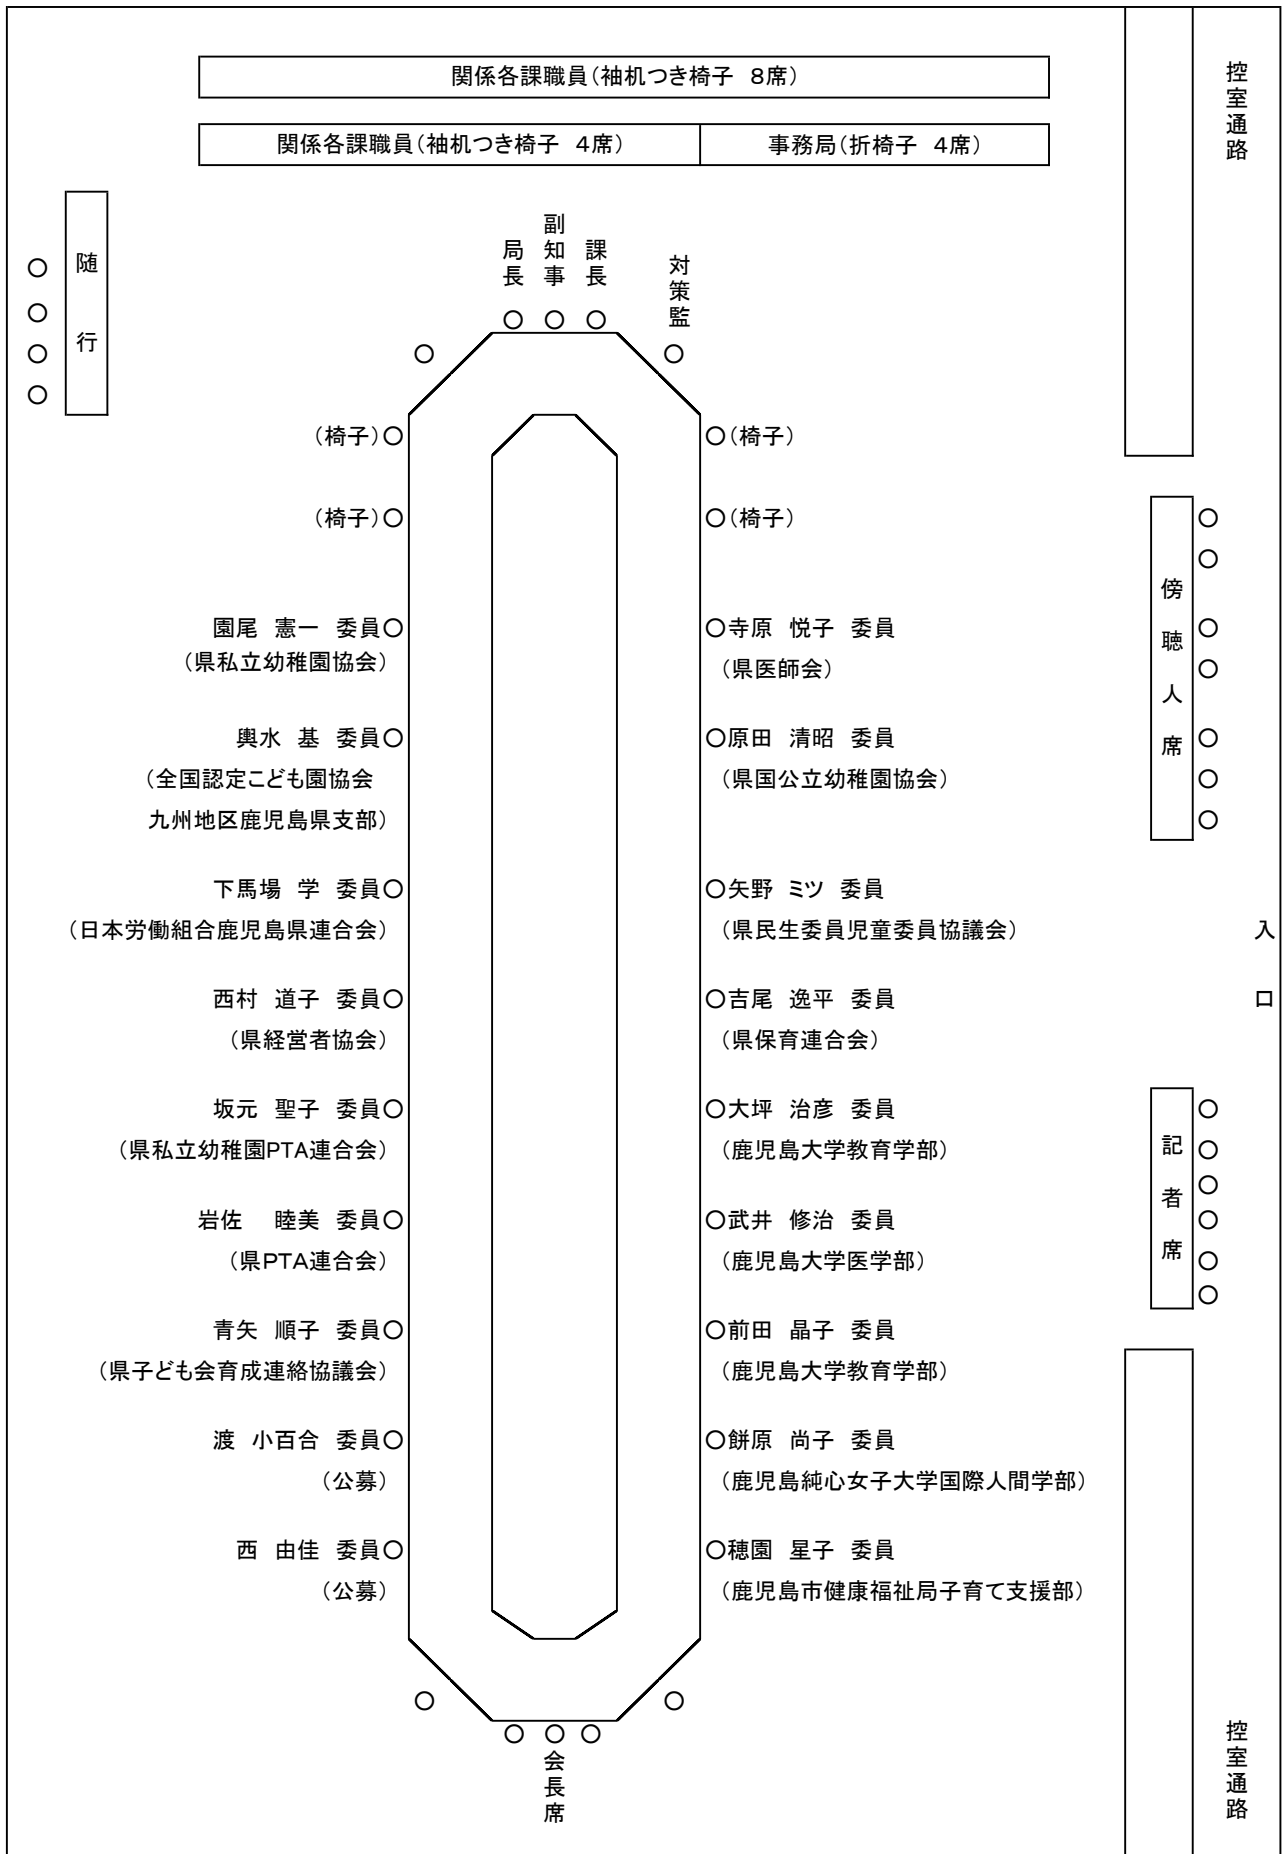 関係各課職員(袖机つき椅子 8席)
関係各課職員(袖机つき椅子 4席)
事務局(折椅子 4席)
控室通路
随行
局長
副知事
課長
対策監
(椅子)○
○(椅子)
(椅子)○
○(椅子)
傍聴人席
園尾 憲一 委員○
(県私立幼稚園協会)
○寺原 悦子 委員
(県医師会)
輿水 基 委員○
(全国認定こども園協会
九州地区鹿児島県支部)
○原田 清昭 委員
(県国公立幼稚園協会)
下馬場 学 委員○
(日本労働組合鹿児島県連合会)
○矢野 ミツ 委員
(県民生委員児童委員協議会)
入口
西村 道子 委員○
(県経営者協会)
○吉尾 逸平 委員
(県保育連合会)
坂元 聖子 委員○
(県私立幼稚園PTA連合会)
○大坪 治彦 委員
(鹿児島大学教育学部)
記者席
岩佐 睦美 委員○
(県PTA連合会)
○武井 修治 委員
(鹿児島大学医学部)
青矢 順子 委員○
(県子ども会育成連絡協議会)
○前田 晶子 委員
(鹿児島大学教育学部)
渡 小百合 委員○
(公募)
○餅原 尚子 委員
(鹿児島純心女子大学国際人間学部)
西 由佳 委員○
(公募)
○穂園 星子 委員
(鹿児島市健康福祉局子育て支援部)
会長席
控室通路